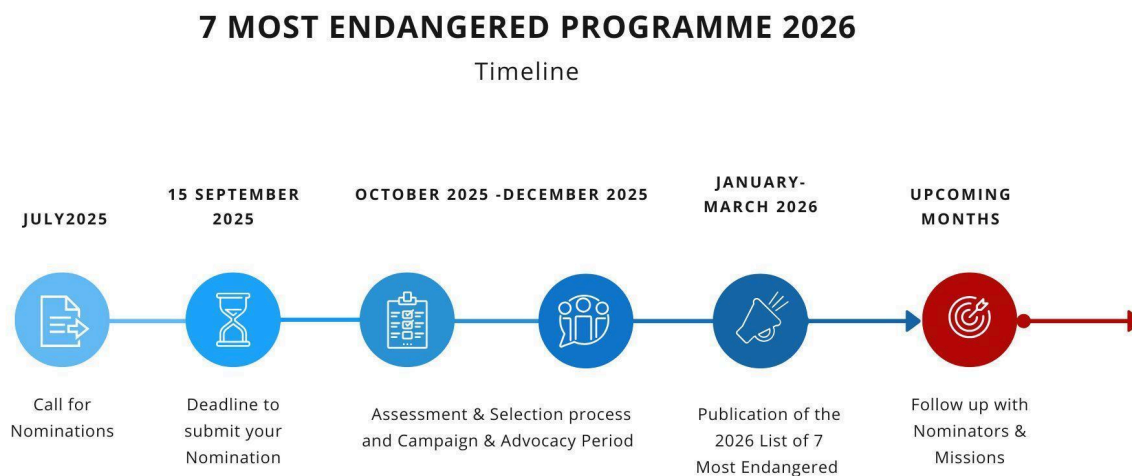 7 MOST ENDANGERED PROGRAMME 2026
Timeline
JULY2025
15 SEPTEMBER
2025
OCTOBER 2025 -DECEMBER 2025
JANUARY-
MARCH 2026
UPCOMING
MONTHS
Call for
Nominations
Deadline to
submit your
Nomination
Assessment & Selection process
and Campaign & Advocacy Period
Publication of the
2026 List of 7
Most Endangered
Follow up with
Nominators &
Missions